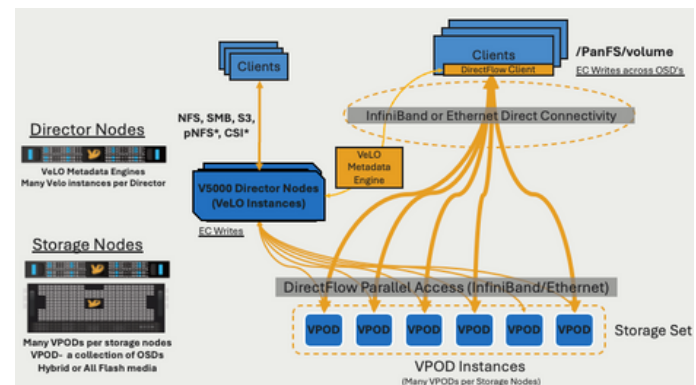 Clients
Clients
DirectFlow Client
/PanFS/volume
EC Writes across OSD's
InfiniBand or Ethernet Direct Connectivity
NFS, SMB, S3,
pNFS*, CSI*
Director Nodes
VeLO Metadata Engines
Many Velo instances per Director
VeLO
Metadata
Engine
V5000 Director Nodes
(VeLO Instances)
EC Writes
Storage Nodes
Many VPODs per storage nodes
VPOD- a collection of OSDs
Hybrid or All Flash media
DirectFlow Parallel Access (InfiniBand/Ethernet)
VPOD
VPOD
VPOD
VPOD
VPOD
VPOD
Storage Set
VPOD Instances
(Many VPODs per Storage Nodes)